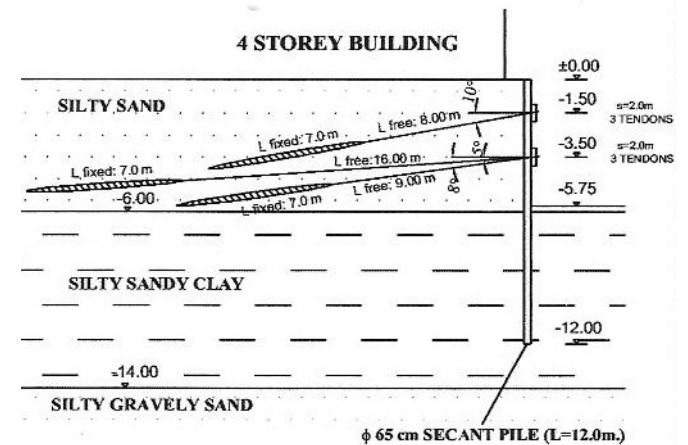 4 STOREY BUILDING
±0.00
SILTY SAND
10°
-1.50
s=2.0m
3 TENDONS
L free: 8.00 m
L fixed: 7.0 m
-3.50
s=2.0m
3 TENDONS
L free:16.00 m
L fixed: 7.0 m
L free: 9.00 m
8°
L fixed: 7.0 m
-5.75
-6.00
SILTY SANDY CLAY
-12.00
-14.00
SILTY GRAVELY SAND
ϕ 65 cm SECANT PILE (L=12.0m.)